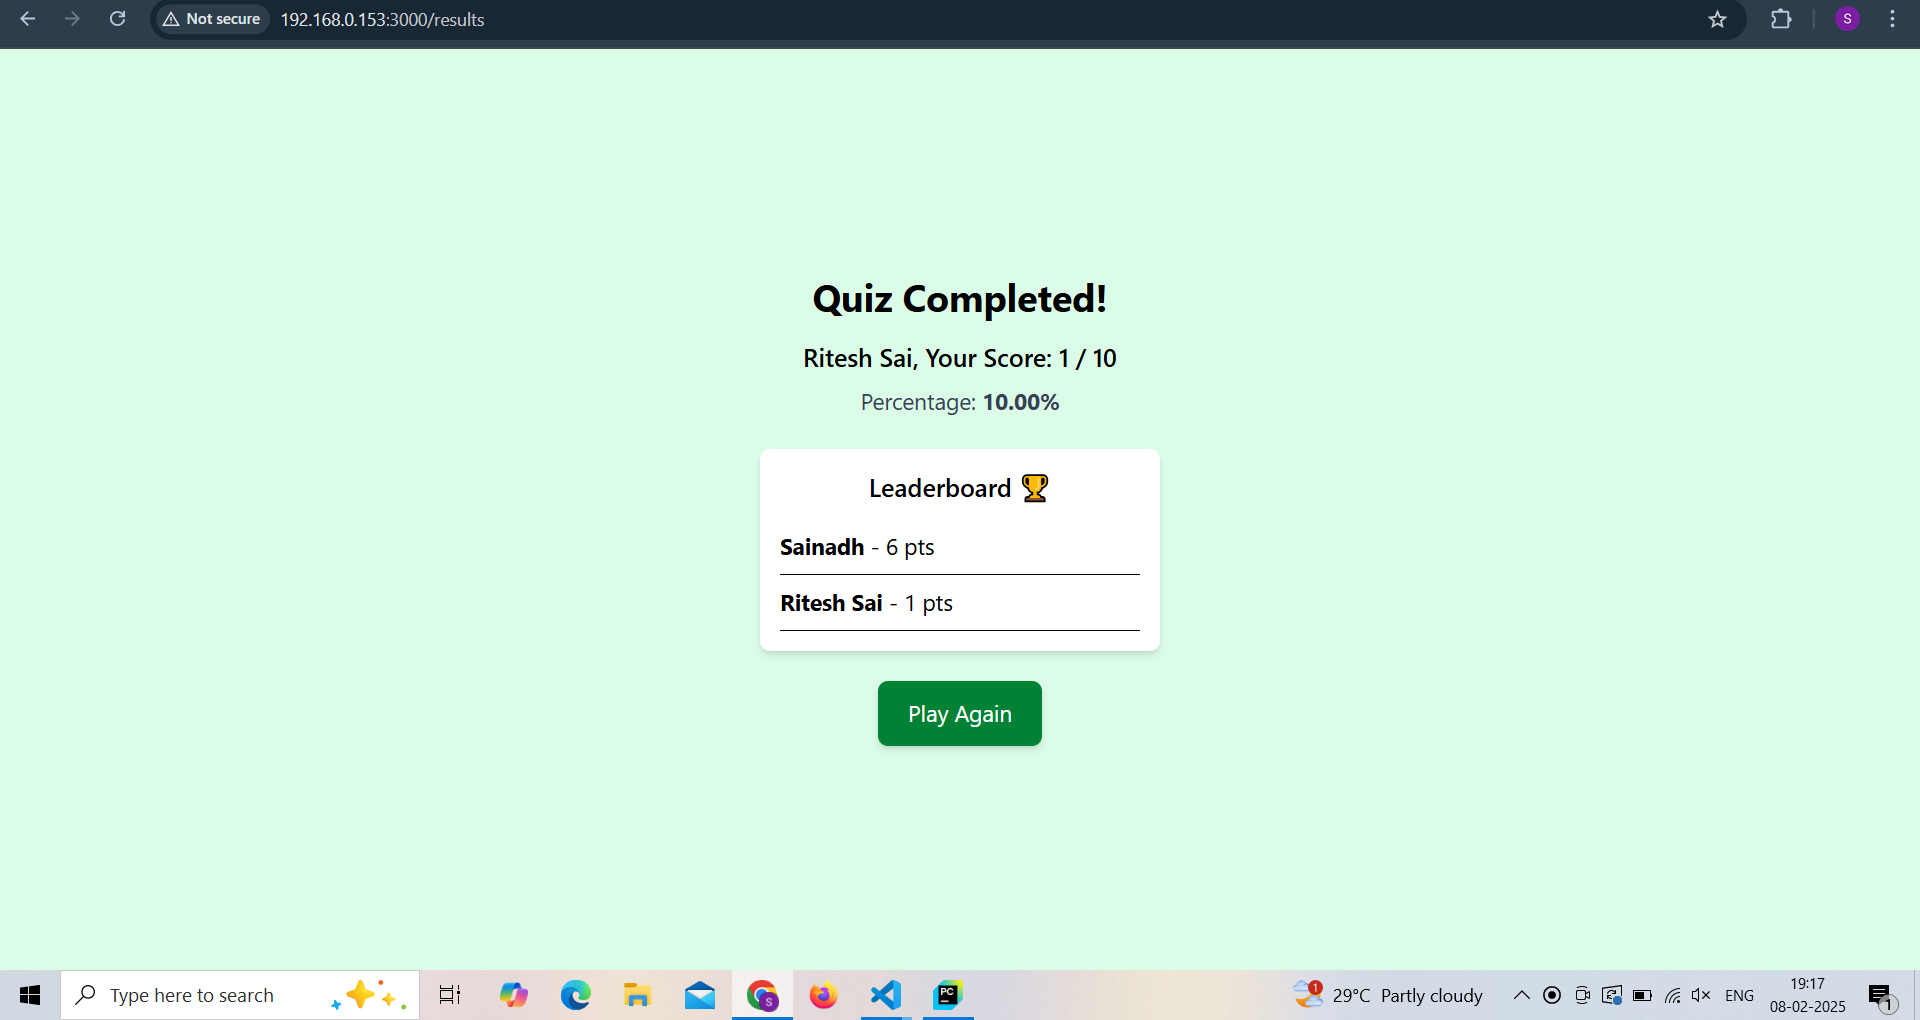 Not secure 192.168.0.153:3000/results
S
Quiz Completed!
Ritesh Sai, Your Score: 1 / 10
Percentage: 10.00%
Leaderboard 🏆
Sainadh - 6 pts
Ritesh Sai - 1 pts
Play Again
Type here to search
S
PC
1
29°C Partly cloudy
ENG
19:17
08-02-2025
1